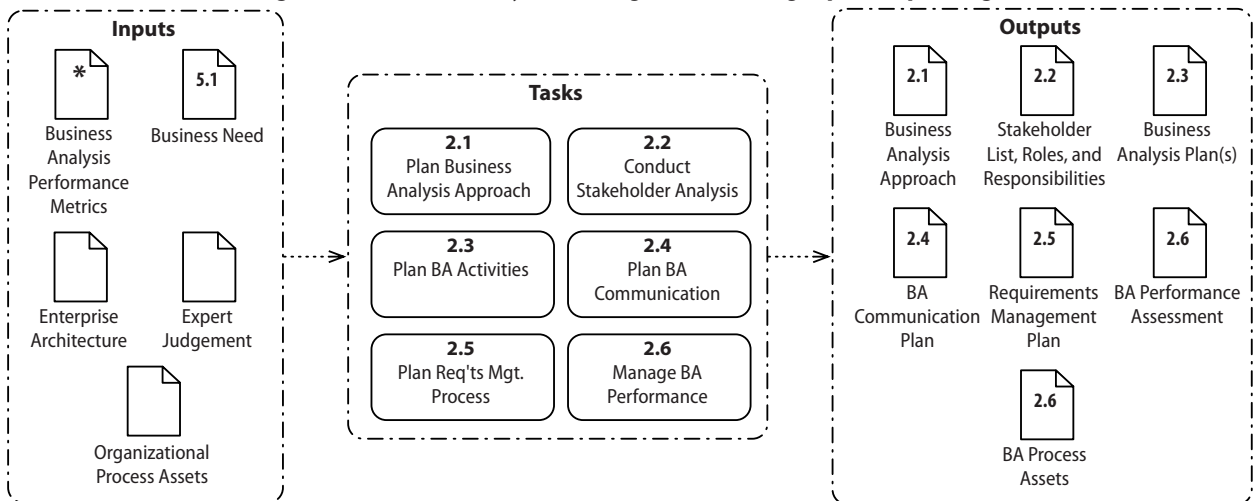 Inputs
*
5.1
Business
Analysis
Performance
Metrics
Business Need
Enterprise
Architecture
Expert
Judgement
Organizational
Process Assets
Tasks
2.1
Plan Business
Analysis Approach
2.2
Conduct
Stakeholder Analysis
2.3
Plan BA Activities
2.4
Plan BA
Communication
2.5
Plan Req'ts Mgt.
Process
2.6
Manage BA
Performance
Outputs
2.1
Business
Analysis
Approach
2.2
Stakeholder
List, Roles, and
Responsibilities
2.3
Business
Analysis Plan(s)
2.4
BA
Communication
Plan
2.5
Requirements
Management
Plan
2.6
BA Performance
Assessment
2.6
BA Process
Assets